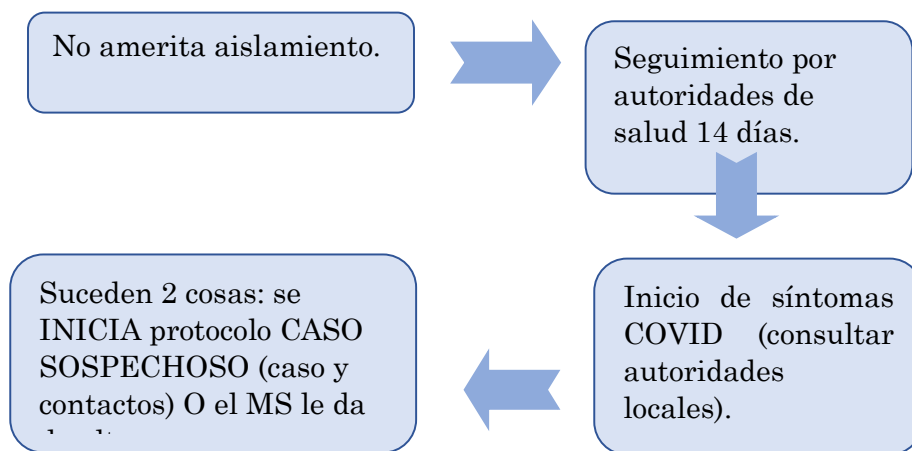 No amerita aislamiento.
Seguimiento por
autoridades de
salud 14 días.
Inicio de síntomas
COVID (consultar
autoridades
locales).
Suceden 2 cosas: se
INICIA protocolo CASO
SOSPECHOSO (caso y
contactos) O el MS le da